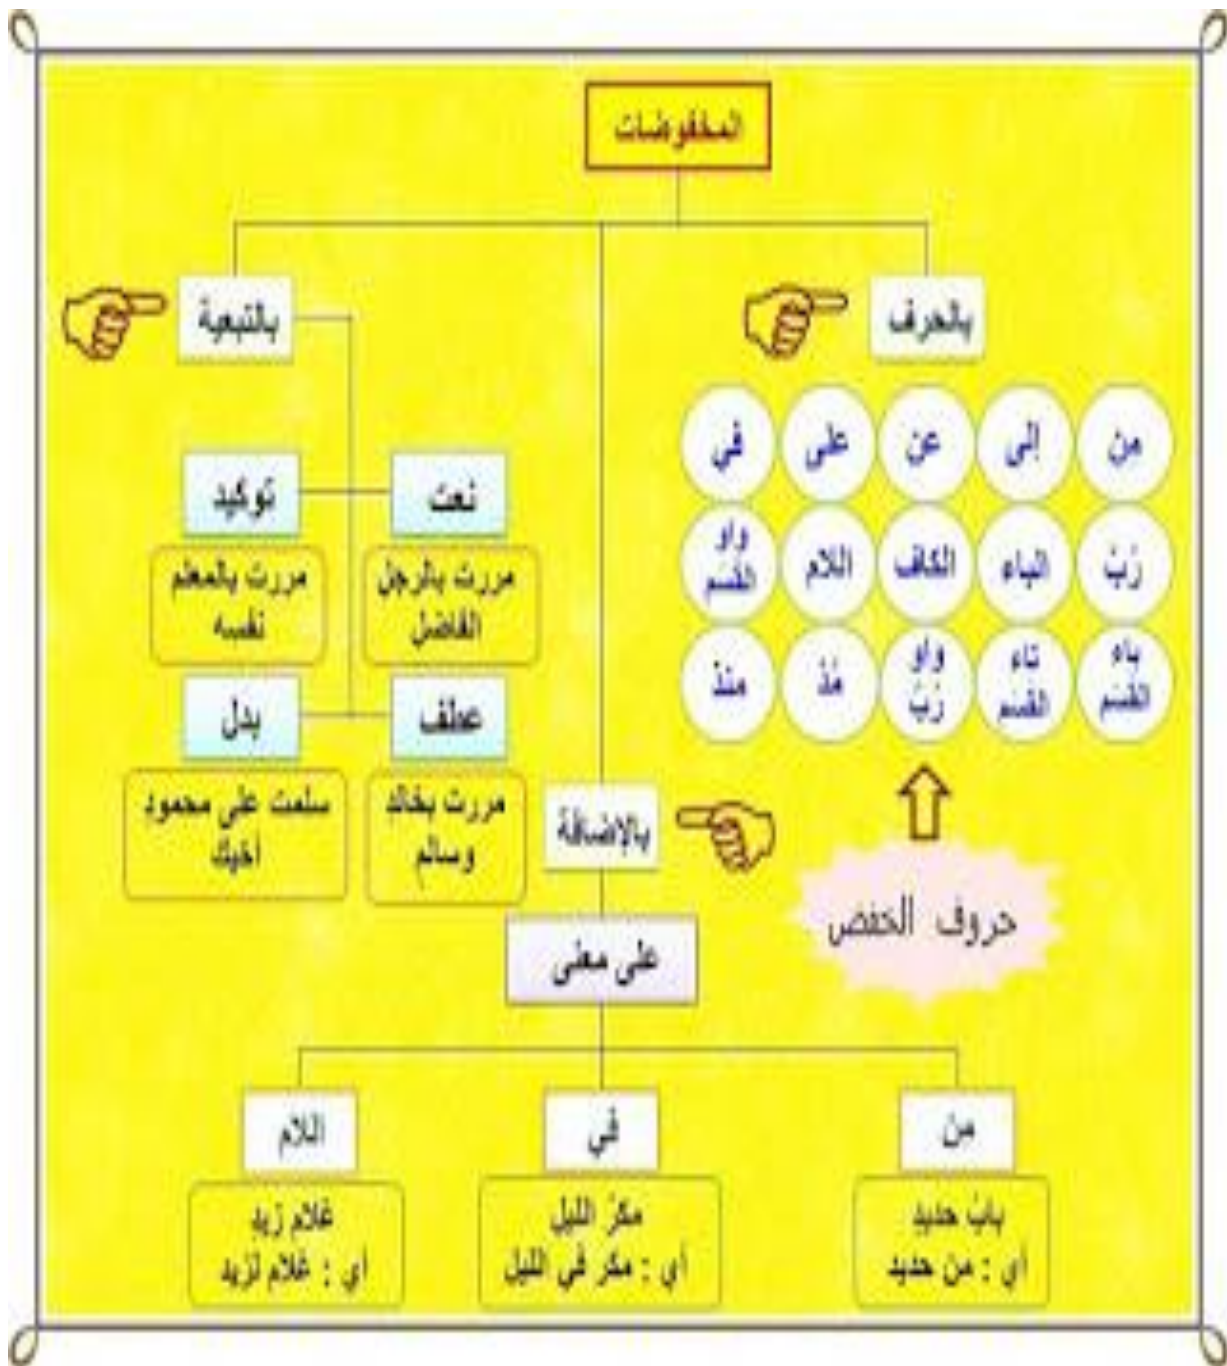 المخفوضات
بالحرف
من
إلى
عن
على
في
رُبَّ
الباء
الكاف
اللام
واو
القسم
باء
القسم
تاء
القسم
واو
رُبَّ
مُذْ
منذ
حروف الخفض
بالإضافة
على معنى
من
بابُ حديدٍ
أي : من حديد
في
مكرُ الليلِ
أي : مكر في الليل
اللام
غلام زيدٍ
أي : غلام لزيد
بالتبعية
نعت
مررت بالرجل
الفاضل
توكيد
مررت بالمعلم
نفسه
عطف
مررت بخالد
وسالم
بدل
سلمت على محمود
أخيك